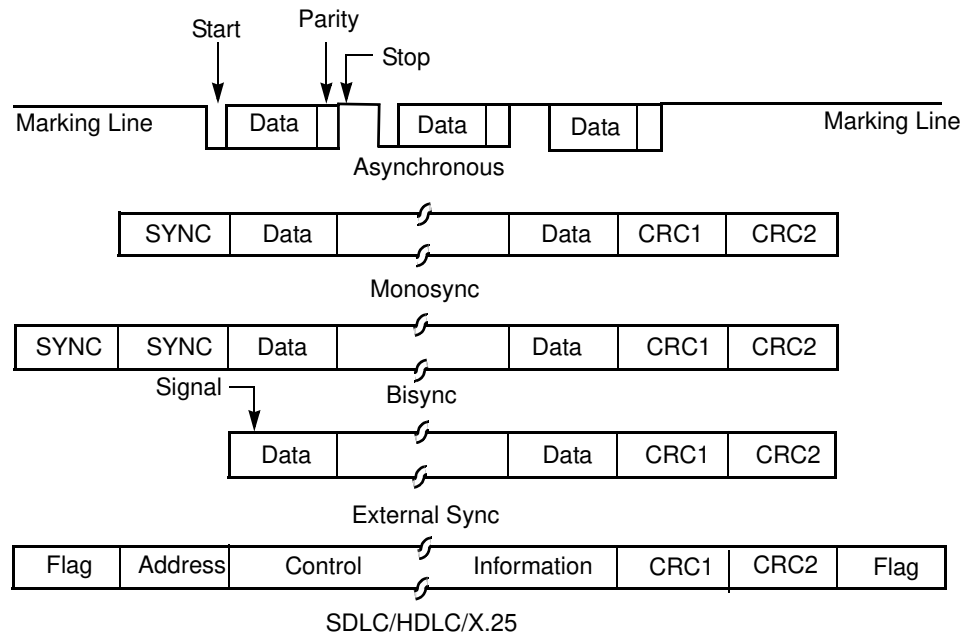 Start
Parity
Stop
Marking Line
Data
Data
Data
Marking Line
Asynchronous
SYNC Data Data CRC1 CRC2
Monosync
SYNC SYNC Data Data CRC1 CRC2
Signal
Bisync
Data Data CRC1 CRC2
External Sync
Flag Address Control Information CRC1 CRC2 Flag
SDLC/HDLC/X.25